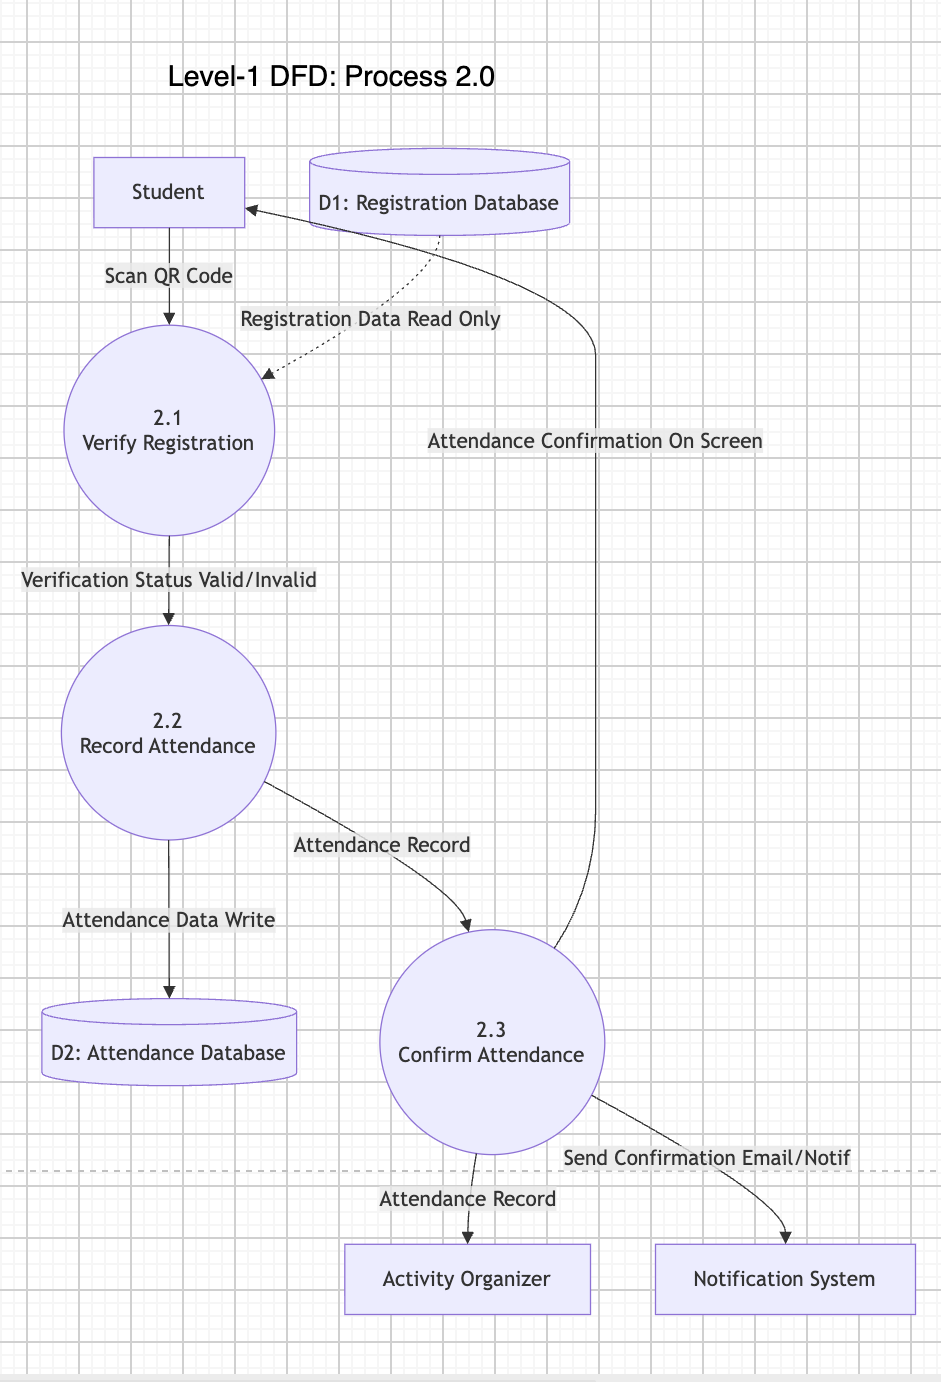 Level-1 DFD: Process 2.0
Student
D1: Registration Database
Scan QR Code
Registration Data Read Only
2.1
Verify Registration
Attendance Confirmation On Screen
Verification Status Valid/Invalid
2.2
Record Attendance
Attendance Record
Attendance Data Write
2.3
Confirm Attendance
D2: Attendance Database
Send Confirmation Email/Notif
Attendance Record
Activity Organizer
Notification System